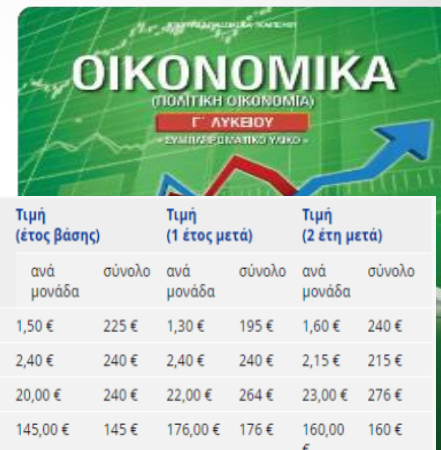 ΟΙΚΟΝΟΜΙΚΑ
(ΠΟΛΙΤΙΚΗ ΟΙΚΟΝΟΜΙΑ)
Γ΄ ΛΥΚΕΙΟΥ
ΣΥΜΠΛΗΡΩΜΑΤΙΚΟ ΥΛΙΚΟ
Τιμή (έτος βάσης) Τιμή (1 έτος μετά) Τιμή (2 έτη μετά)
ανά μονάδα σύνολο ανά μονάδα σύνολο ανά μονάδα σύνολο
1,50 € 225 € 1,30 € 195 € 1,60 € 240 €
2,40 € 240 € 2,40 € 240 € 2,15 € 215 €
20,00 € 240 € 22,00 € 264 € 23,00 € 276 €
145,00 € 145 € 176,00 € 176 € 160,00 € 160 €